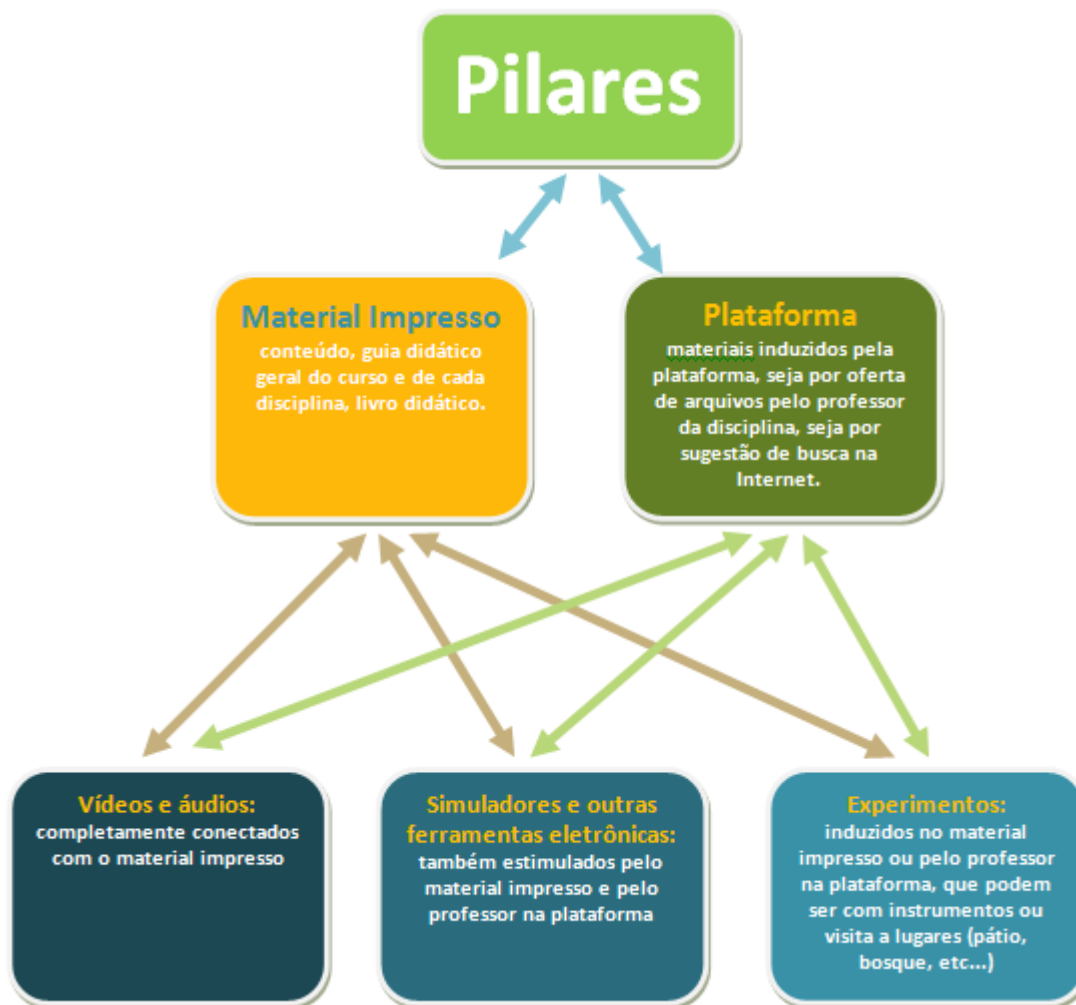 Pilares
Material Impresso
conteúdo, guia didático
geral do curso e de cada
disciplina, livro didático.
Plataforma
materiais induzidos pela
plataforma, seja por oferta
de arquivos pelo professor
da disciplina, seja por
sugestão de busca na
Internet.
Vídeos e áudios:
completamente conectados
com o material impresso
Simuladores e outras
ferramentas eletrônicas:
também estimulados pelo
material impresso e pelo
professor na plataforma
Experimentos:
induzidos no material
impresso ou pelo professor
na plataforma, que podem
ser com instrumentos ou
visita a lugares (pátio,
bosque, etc...)